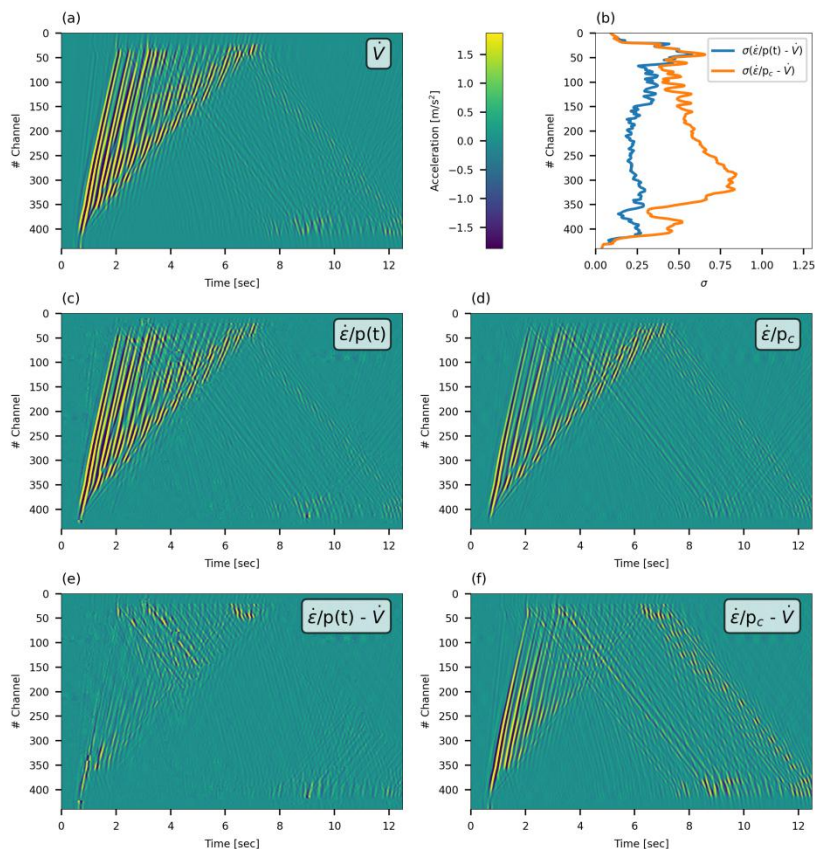 (a)
V̇
0
50
100
150
200
250
300
350
400
# Channel
0 2 4 6 8 10 12
Time [sec]
Acceleration [m/s²]
1.5
1.0
0.5
0.0
−0.5
−1.0
−1.5
(b)
σ(ε̇/p(t) - V̇)
σ(ε̇/p_c - V̇)
0
50
100
150
200
250
300
350
400
# Channel
0.00 0.25 0.50 0.75 1.00 1.25
σ
(c)
ε̇/p(t)
0
50
100
150
200
250
300
350
400
# Channel
0 2 4 6 8 10 12
Time [sec]
(d)
ε̇/p_c
0
50
100
150
200
250
300
350
400
# Channel
0 2 4 6 8 10 12
Time [sec]
(e)
ε̇/p(t) - V̇
0
50
100
150
200
250
300
350
400
# Channel
0 2 4 6 8 10 12
Time [sec]
(f)
ε̇/p_c - V̇
0
50
100
150
200
250
300
350
400
# Channel
0 2 4 6 8 10 12
Time [sec]